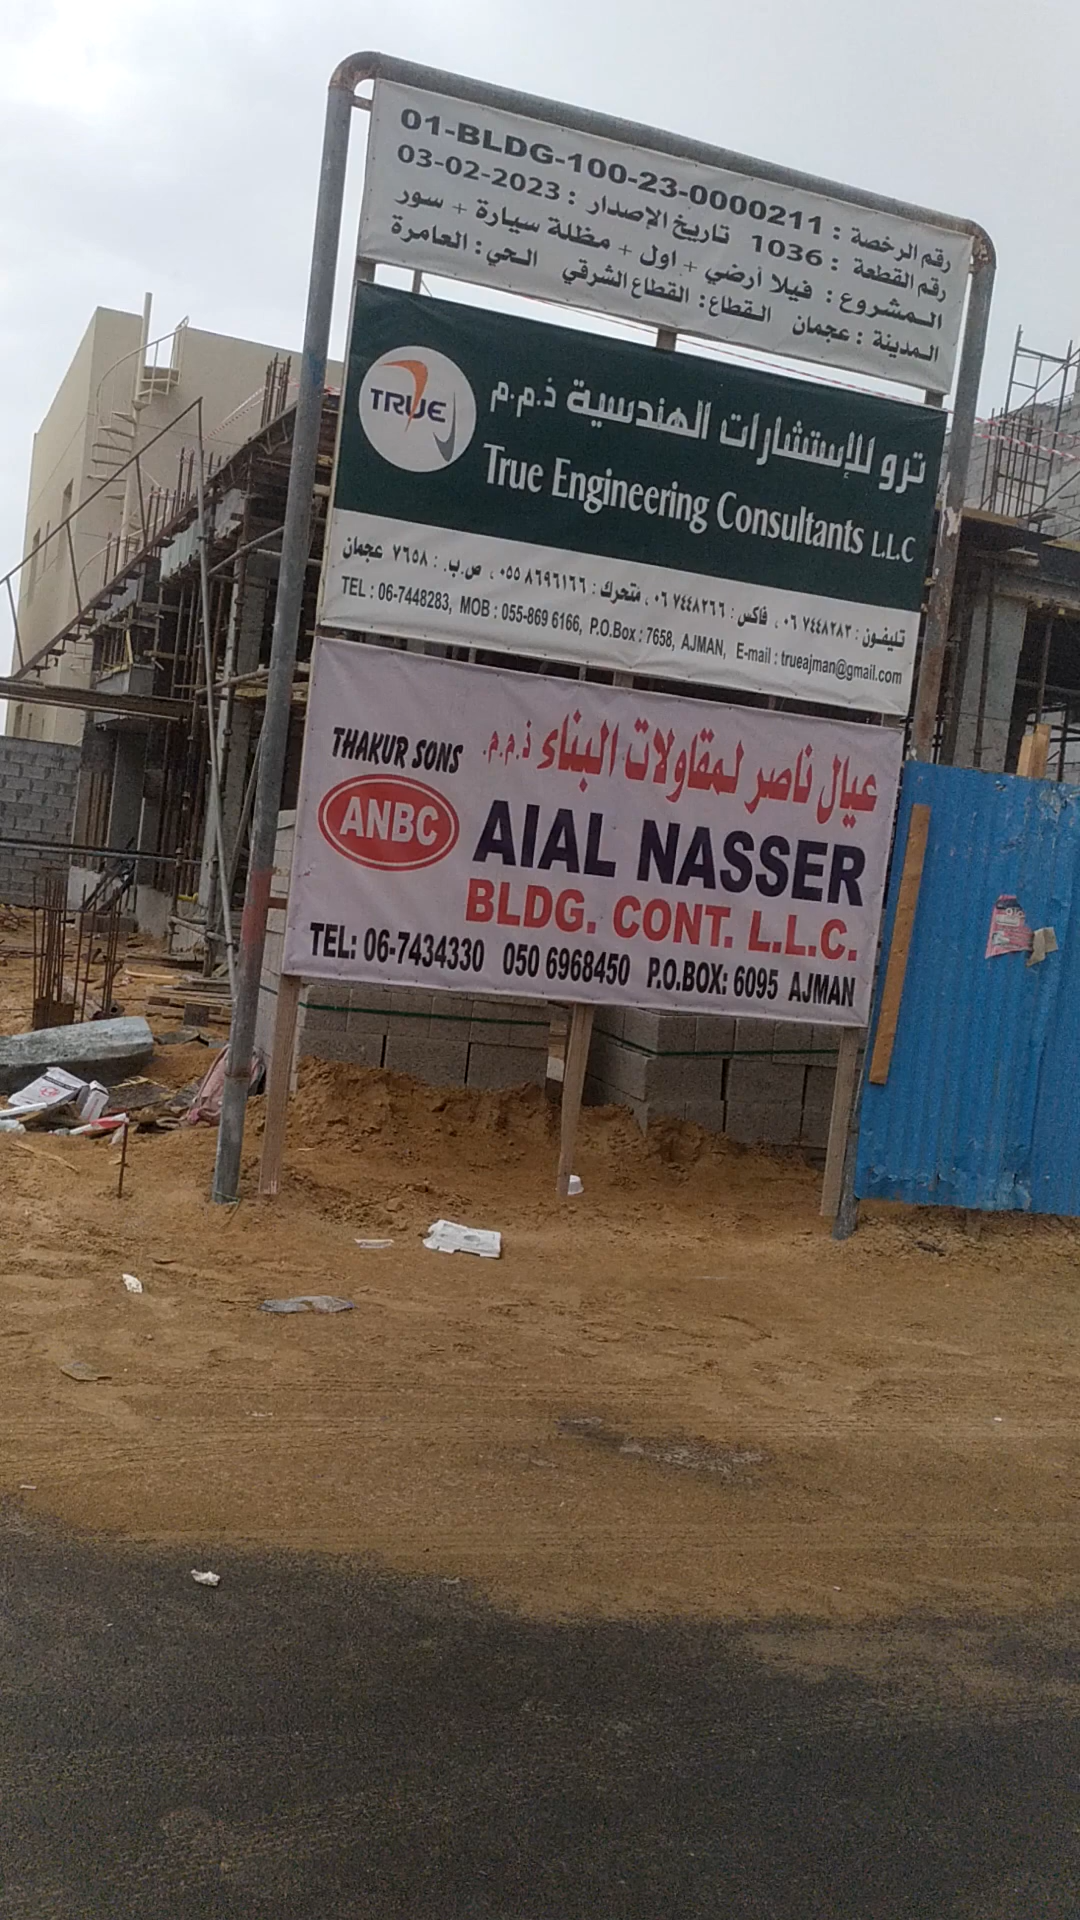 رقم الرخصة : 01-BLDG-100-23-0000211
رقم القطعة : 1036 تاريخ الإصدار : 03-02-2023
المشروع : فيلا أرضي + اول + مظلة سيارة + سور
المدينة : عجمان القطاع : القطاع الشرقي الحي : العامرة
TRUE
ترو للإستشارات الهندسية ذ.م.م
True Engineering Consultants L.L.C
تليفون : ٠٦ ٧٤٤٨٢٨٣ ، فاكس : ٠٦ ٧٤٤٨٢٦٦ ، متحرك : ٠٥٥ ٨٦٩٦١٦٦ ، ص.ب. : ٧٦٥٨ عجمان
TEL : 06-7448283, MOB : 055-869 6166, P.O.Box : 7658, AJMAN, E-mail : trueajman@gmail.com
عيال ناصر لمقاولات البناء ذ.م.م.
THAKUR SONS
ANBC
AIAL NASSER
BLDG. CONT. L.L.C.
TEL: 06-7434330 050 6968450 P.O.BOX: 6095 AJMAN